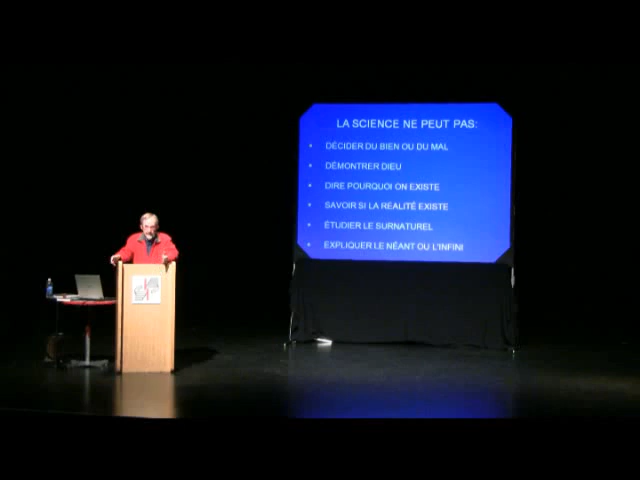 LA SCIENCE NE PEUT PAS:
• DÉCIDER DU BIEN OU DU MAL
• DÉMONTRER DIEU
• DIRE POURQUOI ON EXISTE
• SAVOIR SI LA RÉALITÉ EXISTE
• ÉTUDIER LE SURNATUREL
• EXPLIQUER LE NÉANT OU L'INFINI